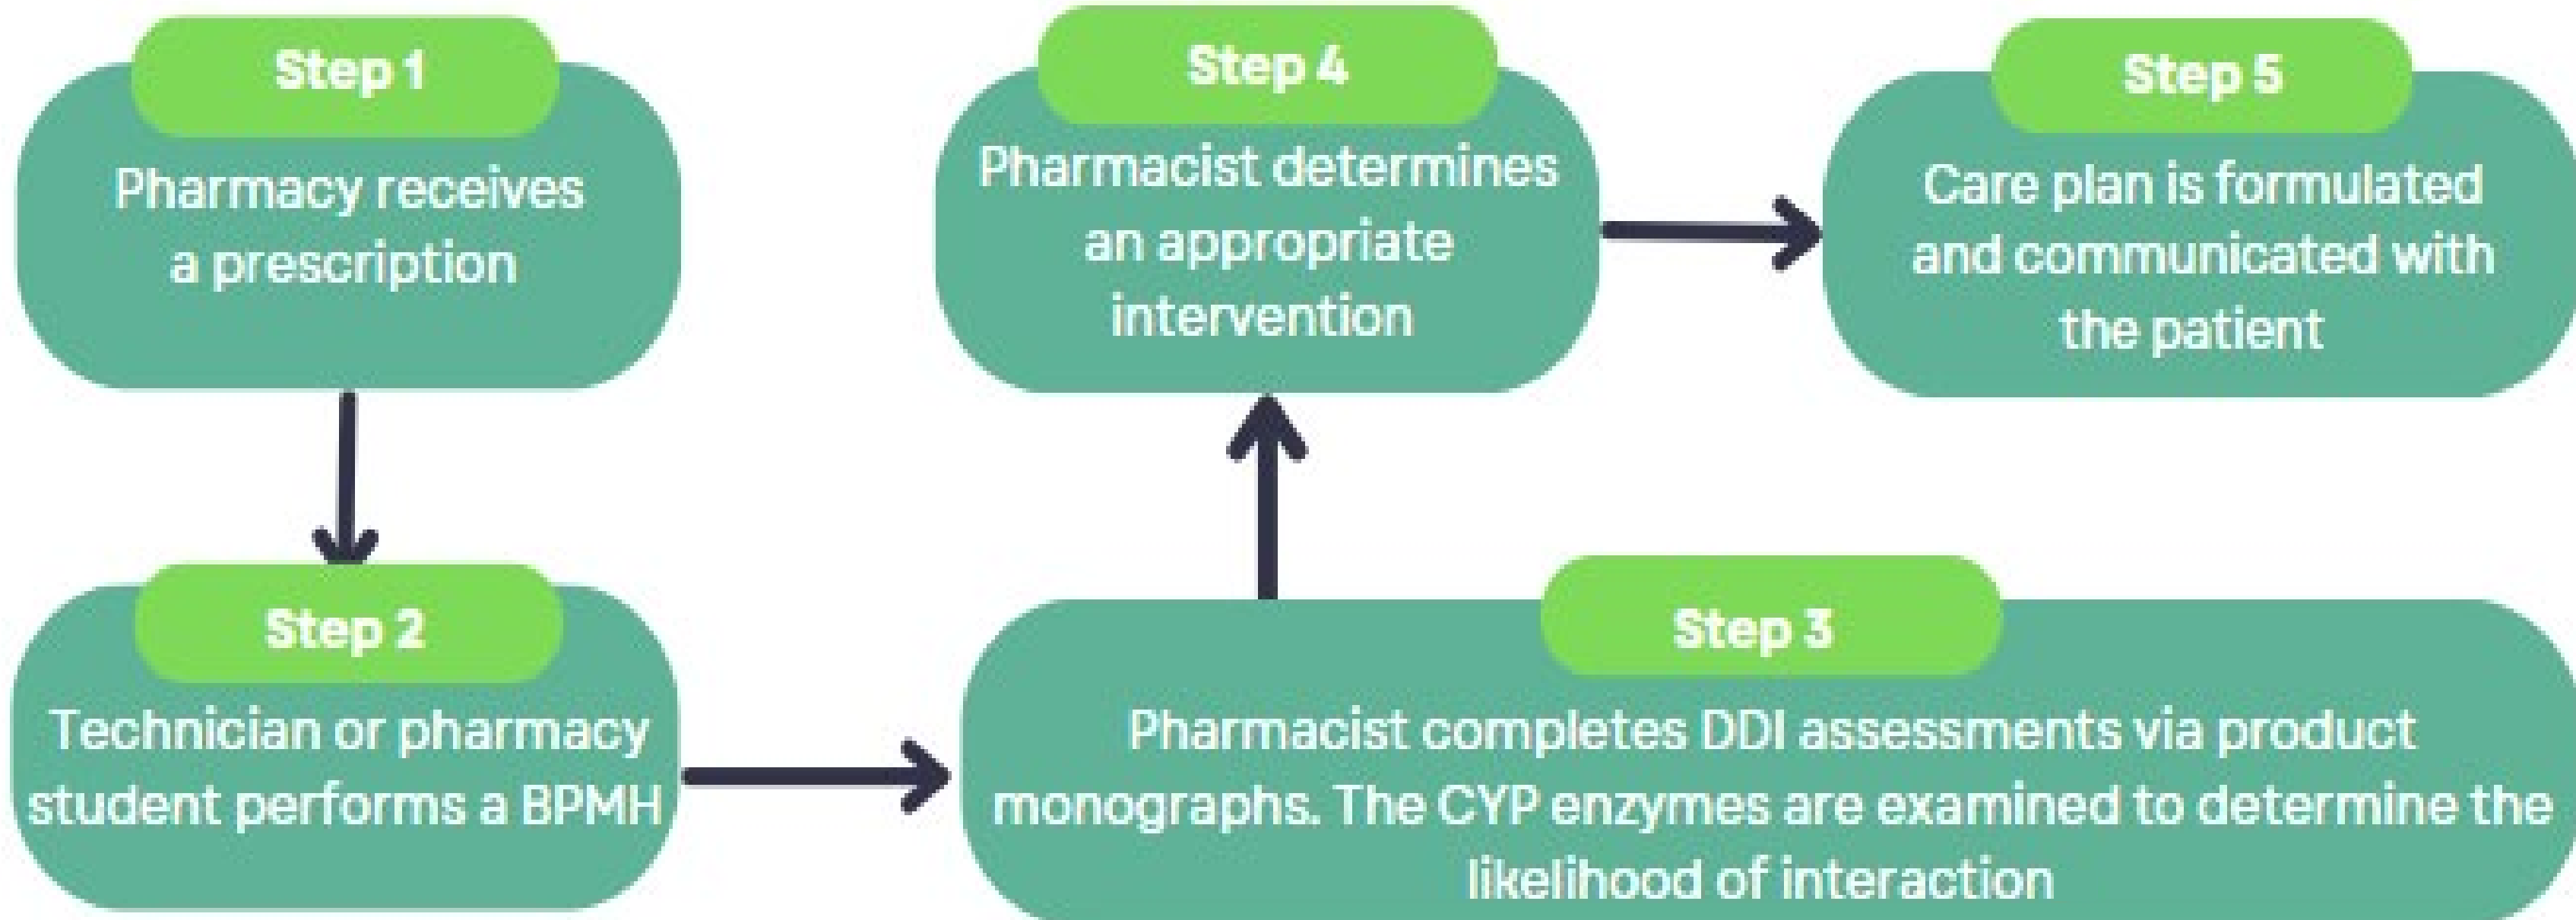 Step 1
Pharmacy receives
a prescription
Step 2
Technician or pharmacy
student performs a BPMH
Step 3
Pharmacist completes DDI assessments via product
monographs. The CYP enzymes are examined to determine the
likelihood of interaction
Step 4
Pharmacist determines
an appropriate
intervention
Step 5
Care plan is formulated
and communicated with
the patient